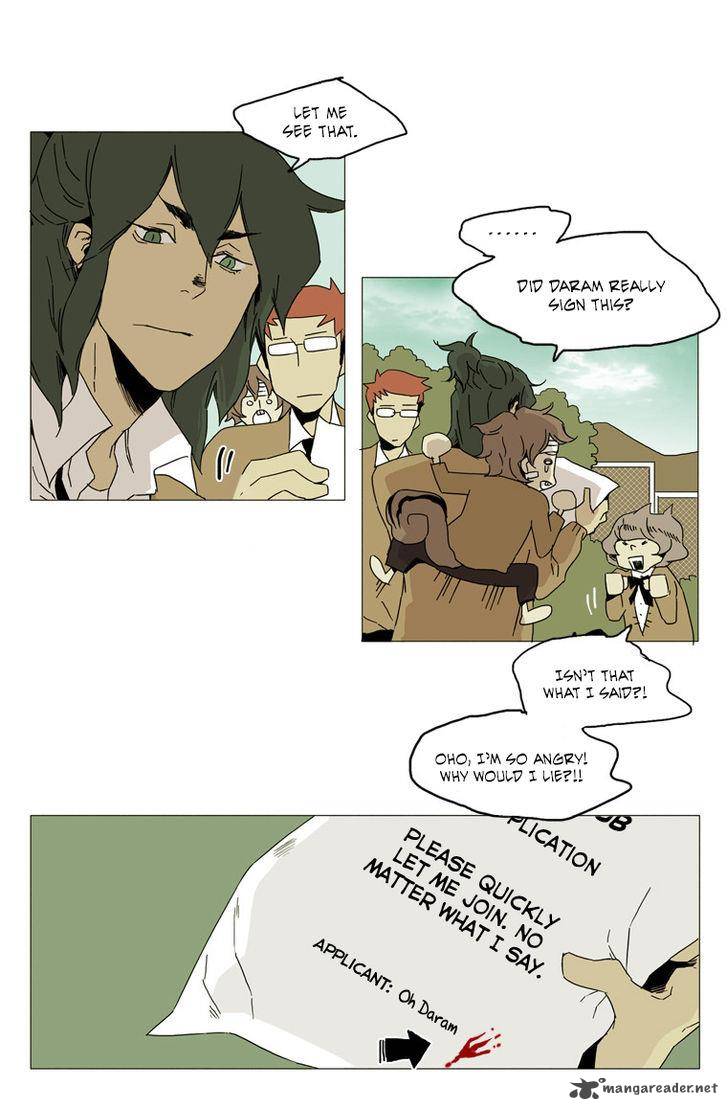 LET ME
SEE THAT.
......
DID DARAM REALLY
SIGN THIS?
ISN'T THAT
WHAT I SAID?!
OHO, I'M SO ANGRY!
WHY WOULD I LIE?!!
UB
PLICATION
PLEASE QUICKLY
LET ME JOIN. NO
MATTER WHAT I SAY.
APPLICANT: Oh Daram
mangareader.net